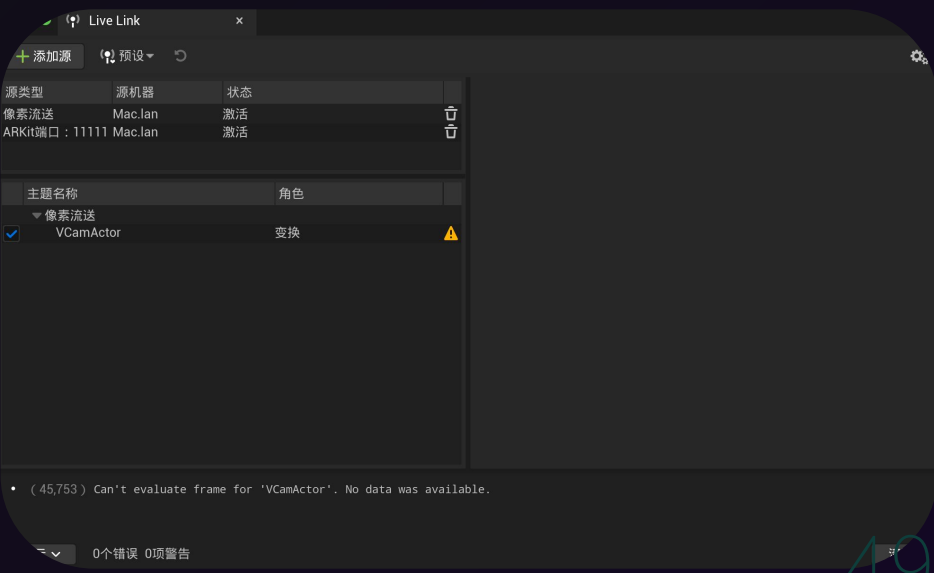 Live Link
添加源 预设
源类型 源机器 状态
像素流送 Mac.lan 激活
ARKit端口：11111 Mac.lan 激活
主题名称 角色
像素流送
VCamActor 变换
• （45,753） Can't evaluate frame for 'VCamActor'. No data was available.
0个错误 0项警告
49